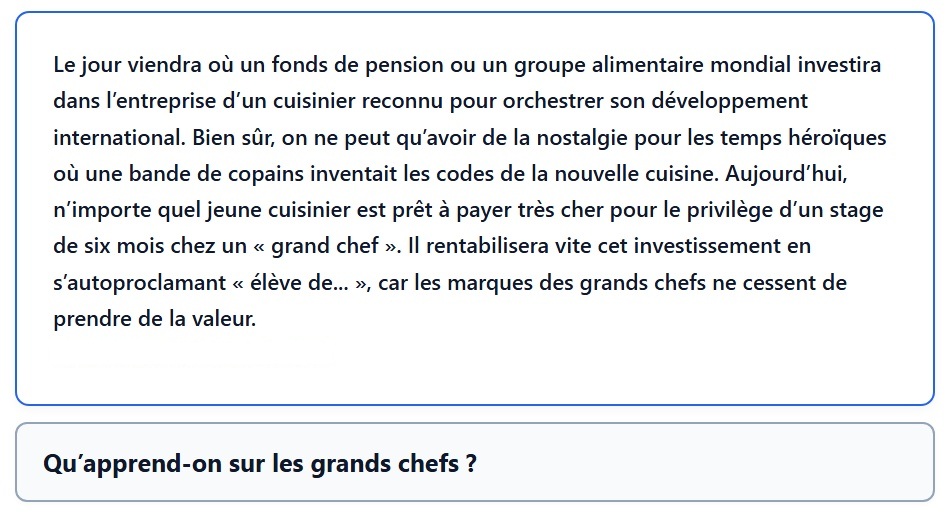 Le jour viendra où un fonds de pension ou un groupe alimentaire mondial investira
dans l’entreprise d’un cuisinier reconnu pour orchestrer son développement
international. Bien sûr, on ne peut qu’avoir de la nostalgie pour les temps héroïques
où une bande de copains inventait les codes de la nouvelle cuisine. Aujourd’hui,
n’importe quel jeune cuisinier est prêt à payer très cher pour le privilège d’un stage
de six mois chez un « grand chef ». Il rentabilisera vite cet investissement en
s’autoproclamant « élève de... », car les marques des grands chefs ne cessent de
prendre de la valeur.
Qu’apprend-on sur les grands chefs ?